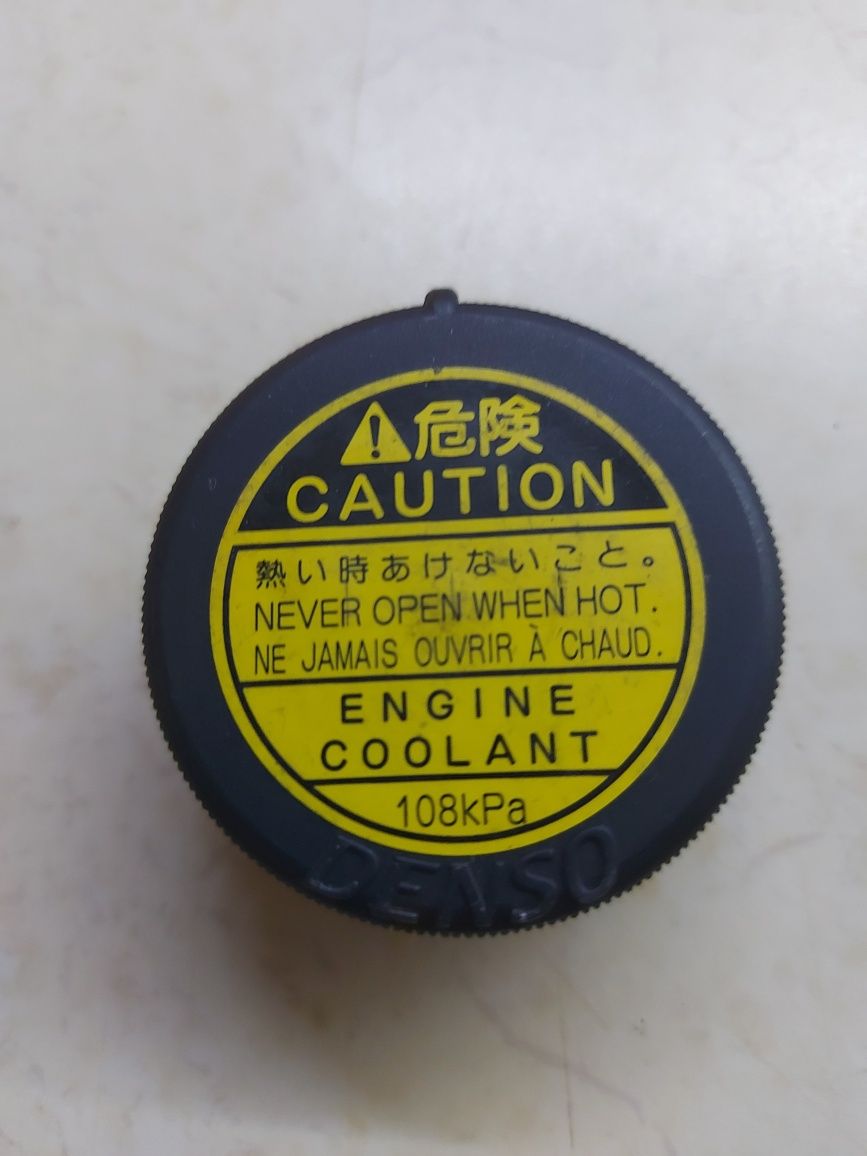 危険
CAUTION
熱い時あけないこと。
NEVER OPEN WHEN HOT.
NE JAMAIS OUVRIR À CHAUD.
ENGINE
COOLANT
108kPa
DENSO